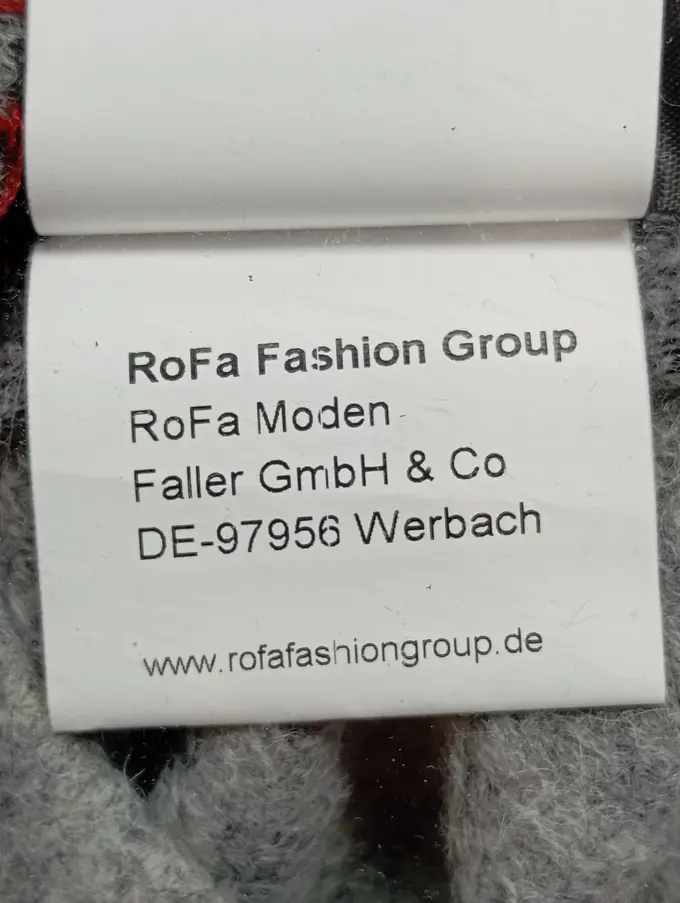 RoFa Fashion Group
RoFa Moden
Faller GmbH & Co
DE-97956 Werbach
www.rofafashiongroup.de